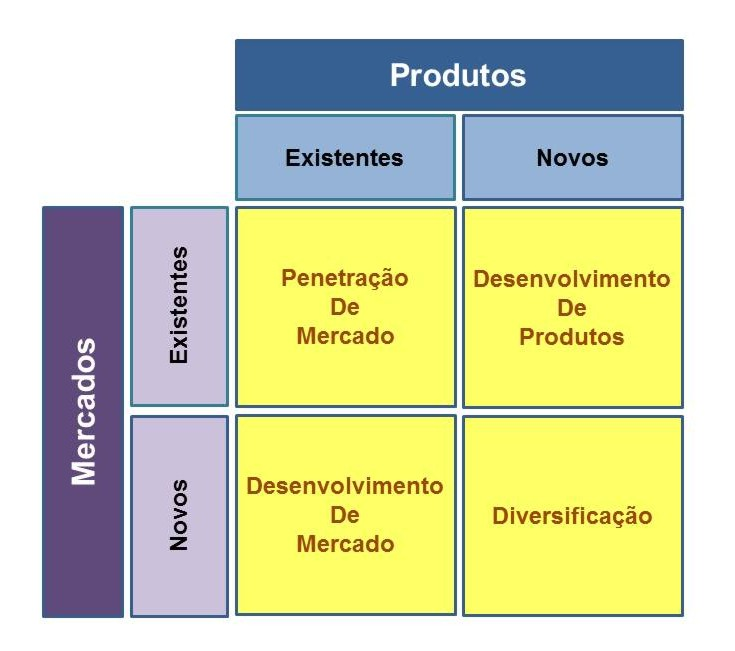 Produtos
Existentes
Novos
Mercados
Existentes
Penetração
De
Mercado
Desenvolvimento
De
Produtos
Novos
Desenvolvimento
De
Mercado
Diversificação